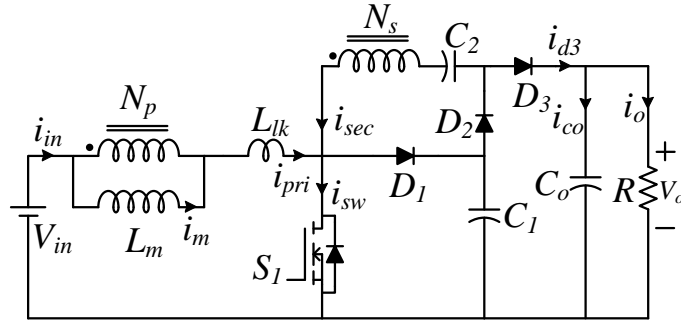 N_s
C_2
i_d3
N_p
L_lk
i_sec
D_2
D_3
i_co
i_o
i_in
i_pri
D_1
+
V_in
L_m
i_m
i_sw
C_1
C_o
R
V_o
S_1
−